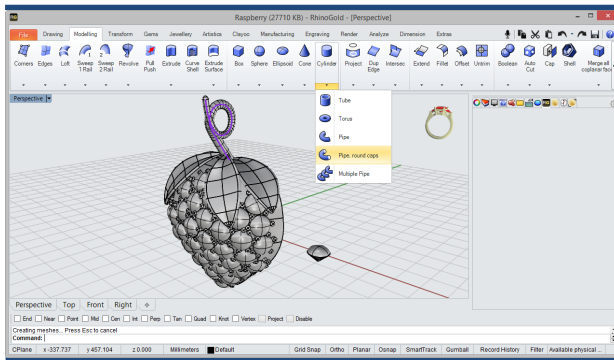 Raspberry (27710 KB) - RhinoGold - [Perspective]
File Drawing Modelling Transform Gems Jewellery Artistics Clayoo Manufacturing Engraving Render Analyze Dimension Extras
Corners Edges Loft Sweep 1 Rail Sweep 2 Rail Revolve Pull Push Extrude Curve Shell Extrude Surface Box Sphere Ellipsoid Cone Cylinder Project Dup Edge Intersec Extend Fillet Offset Untrim Boolean Auto Cut Cap Shell Merge all coplanar fac
Perspective
Tube
Torus
Pipe
Pipe, round caps
Multiple Pipe
Perspective Top Front Right
End Near Point Mid Cen Int Perp Tan Quad Knot Vertex Project Disable
Creating meshes... Press Esc to cancel
Command:
CPlane x -337.737 y 457.104 z 0.000 Millimeters Default Grid Snap Ortho Planar Osnap SmartTrack Gumball Record History Filter Available physical ...